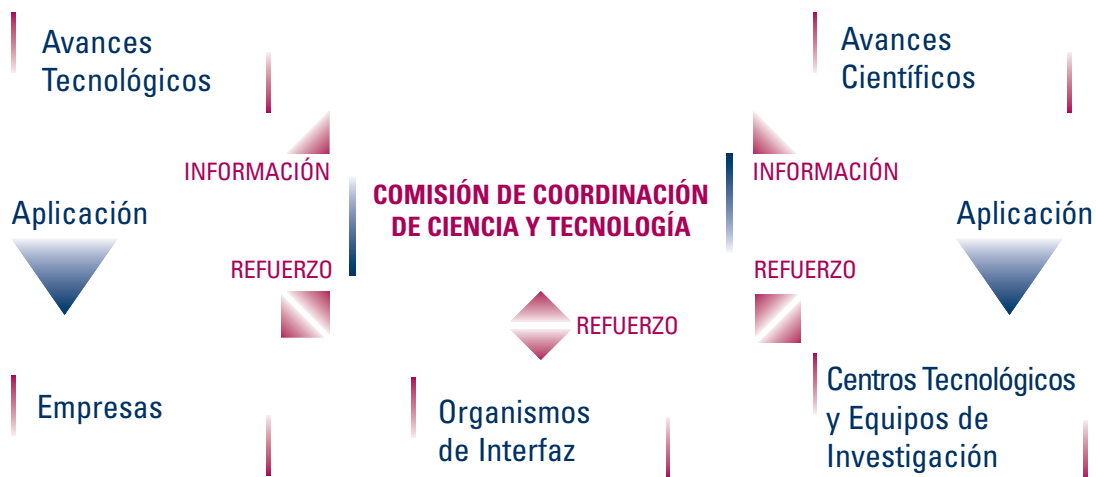 Avances
Tecnológicos
Avances
Científicos
INFORMACIÓN
INFORMACIÓN
COMISIÓN DE COORDINACIÓN
DE CIENCIA Y TECNOLOGÍA
Aplicación
Aplicación
REFUERZO
REFUERZO
REFUERZO
Empresas
Organismos
de Interfaz
Centros Tecnológicos
y Equipos de
Investigación